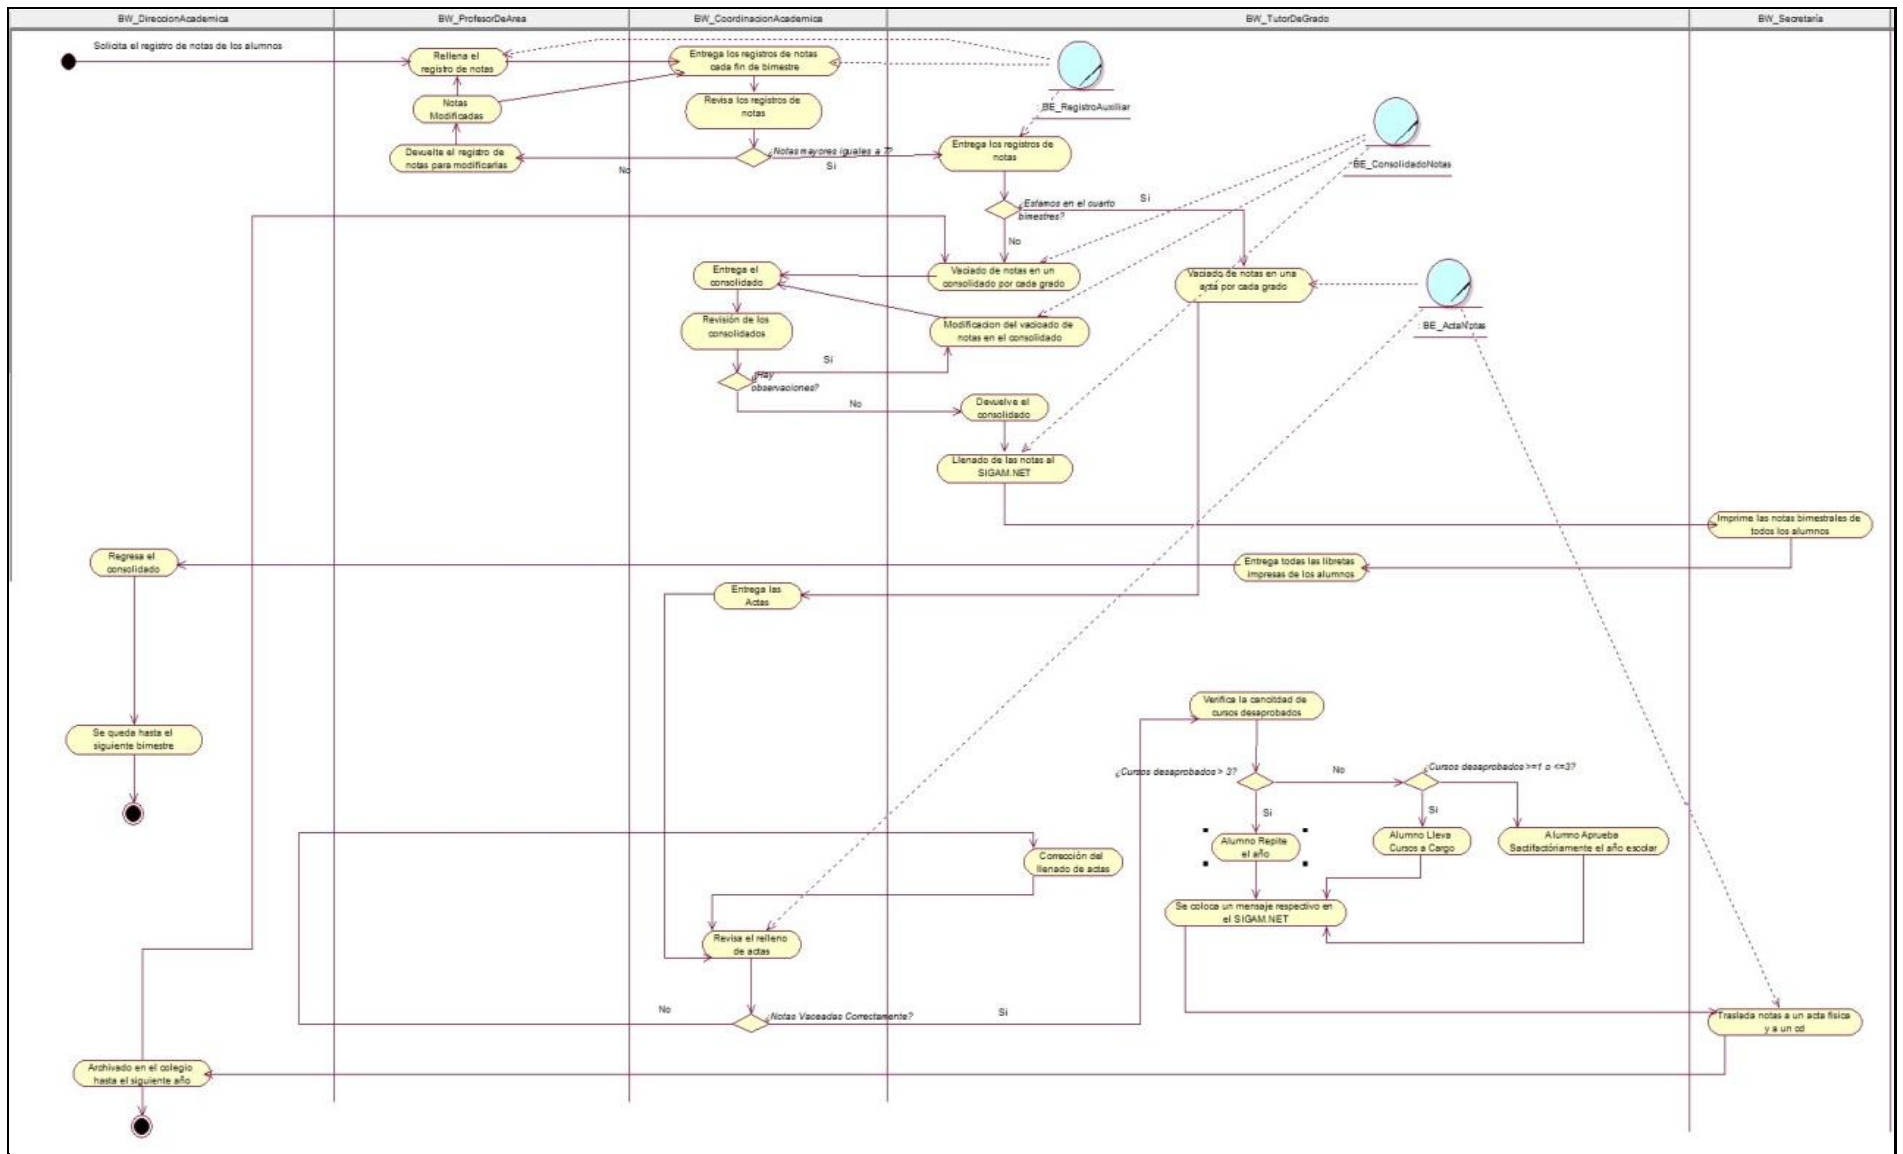 BW_DireccionAcademica
BW_ProfesorDeArea
BW_CoordinacionAcademica
BW_TutorDeGrado
BW_Secretaría
Solicita el registro de notas de los alumnos
Rellena el
registro de notas
Entrega los registros de notas
cada fin de bimestre
Notas
Modificadas
Revisa los registros de
notas
: BE_RegistroAuxiliar
Devuelte el registro de
notas para modificarlas
¿Notas mayores iguales a 7?
Si
No
Entrega los registros de
notas
: BE_ConsolidadoNotas
¿Estamos en el cuarto
bimestres?
Si
No
Entrega el
consolidado
Vaciado de notas en un
consolidado por cada grado
Vaciado de notas en una
acta por cada grado
Revisión de los
consolidados
Modificacion del vacioado de
notas en el consolidado
: BE_ActaNotas
Si
¿Hay
observaciones?
No
Devuelve el
consolidado
Llenado de las notas al
SIGAM.NET
Imprime las notas bimestrales de
todos los alumnos
Regresa el
consolidado
Entrega todas las libretas
impresas de los alumnos
Entrega las
Actas
Verifica la canoitdad de
cursos desaprobados
Se queda hasta el
siguiente bimestre
¿Cursos desaprobados > 3?
No
¿Cursos desaprobados >=1 o <=3?
Si
Si
Alumno Repite
el año
Alumno Lleva
Cursos a Cargo
Alumno Aprueba
Sactifactóriamente el año escolar
Corrección del
llenado de actas
Se coloca un mensaje respectivo en
el SIGAM.NET
Revisa el relleno
de actas
No
¿Notas Vaceadas Correctamente?
Si
Traslada notas a un acta fisica
y a un cd
Archivado en el colegio
hasta el siguiente año